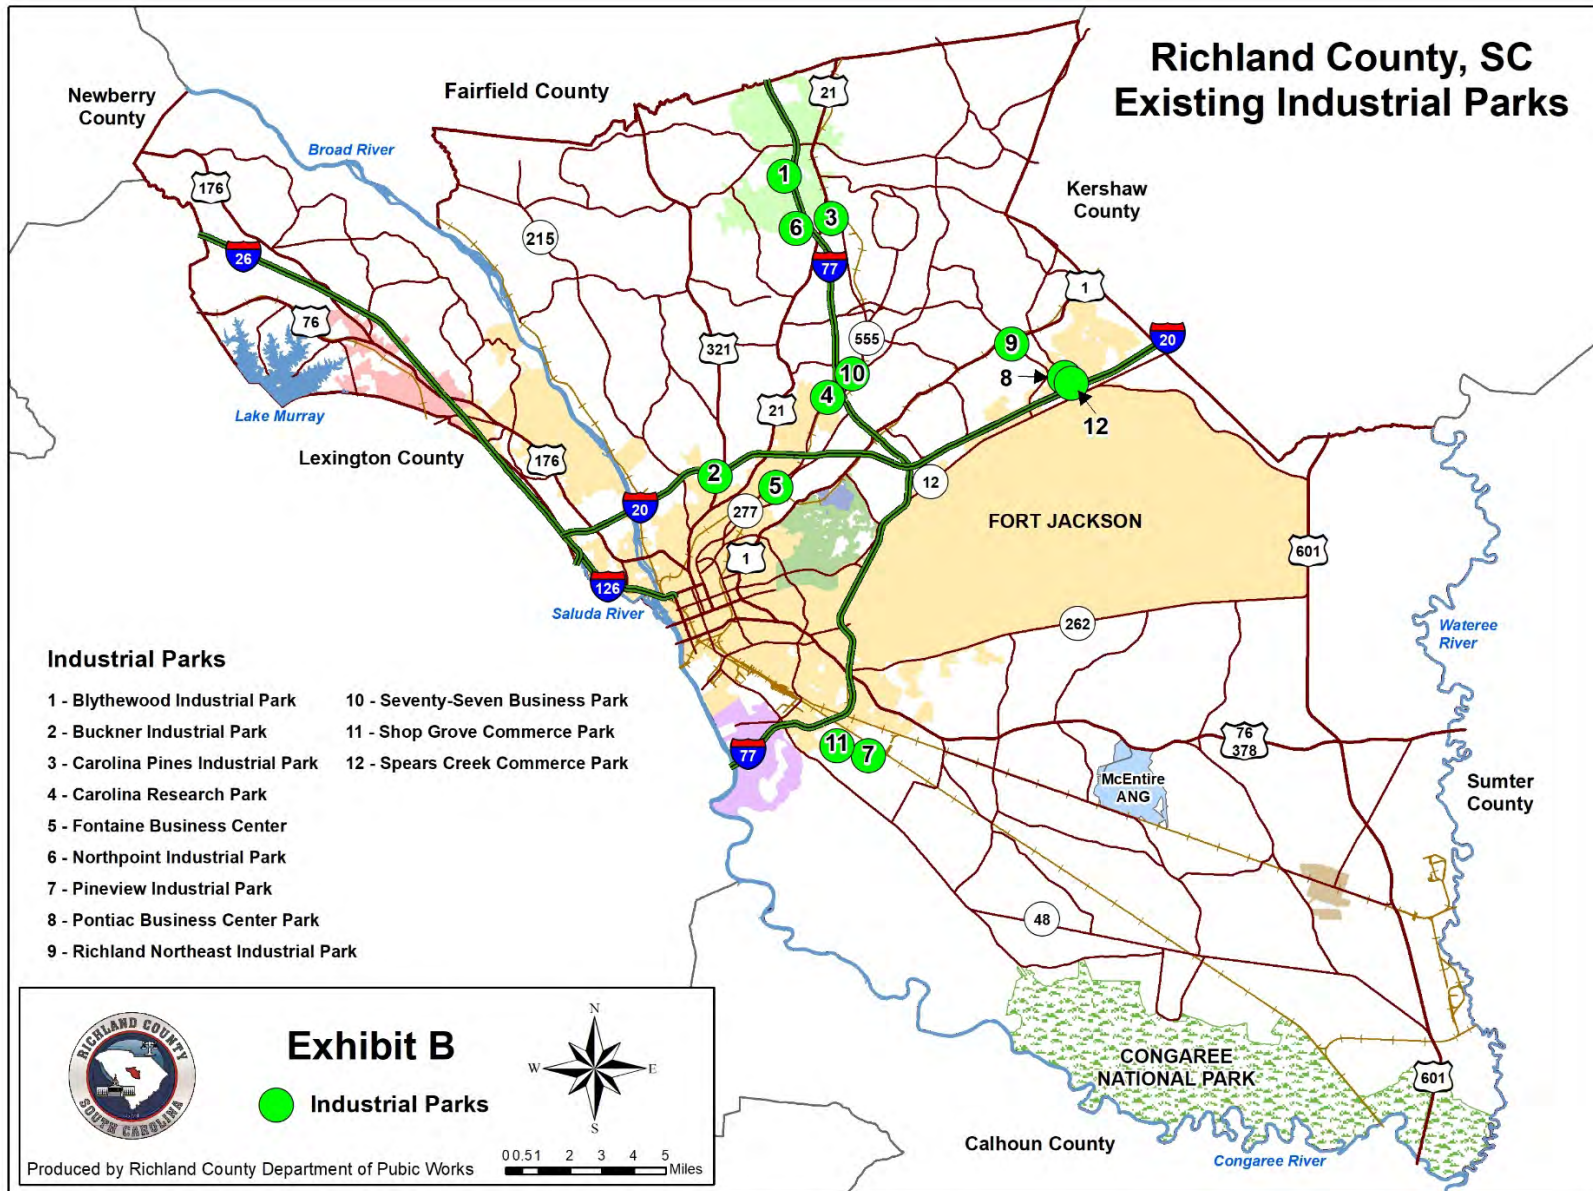 Richland County, SC
Existing Industrial Parks
Newberry
County
Fairfield County
21
Broad River
176
1
Kershaw
County
3
6
215
26
77
1
76
555
20
321
9
10
8
4
21
Lake Murray
12
Lexington County
176
2
12
5
20
277
FORT JACKSON
1
601
126
Saluda River
262
Wateree
River
Industrial Parks
1 - Blythewood Industrial Park
2 - Buckner Industrial Park
3 - Carolina Pines Industrial Park
4 - Carolina Research Park
5 - Fontaine Business Center
6 - Northpoint Industrial Park
7 - Pineview Industrial Park
8 - Pontiac Business Center Park
9 - Richland Northeast Industrial Park
10 - Seventy-Seven Business Park
11 - Shop Grove Commerce Park
12 - Spears Creek Commerce Park
76
378
11
7
77
McEntire
ANG
Sumter
County
48
CONGAREE
NATIONAL PARK
601
Calhoun County
Congaree River
RICHLAND COUNTY
SOUTH CAROLINA
Exhibit B
Industrial Parks
N
W
E
S
Produced by Richland County Department of Pubic Works
0 0.5 1 2 3 4 5
Miles